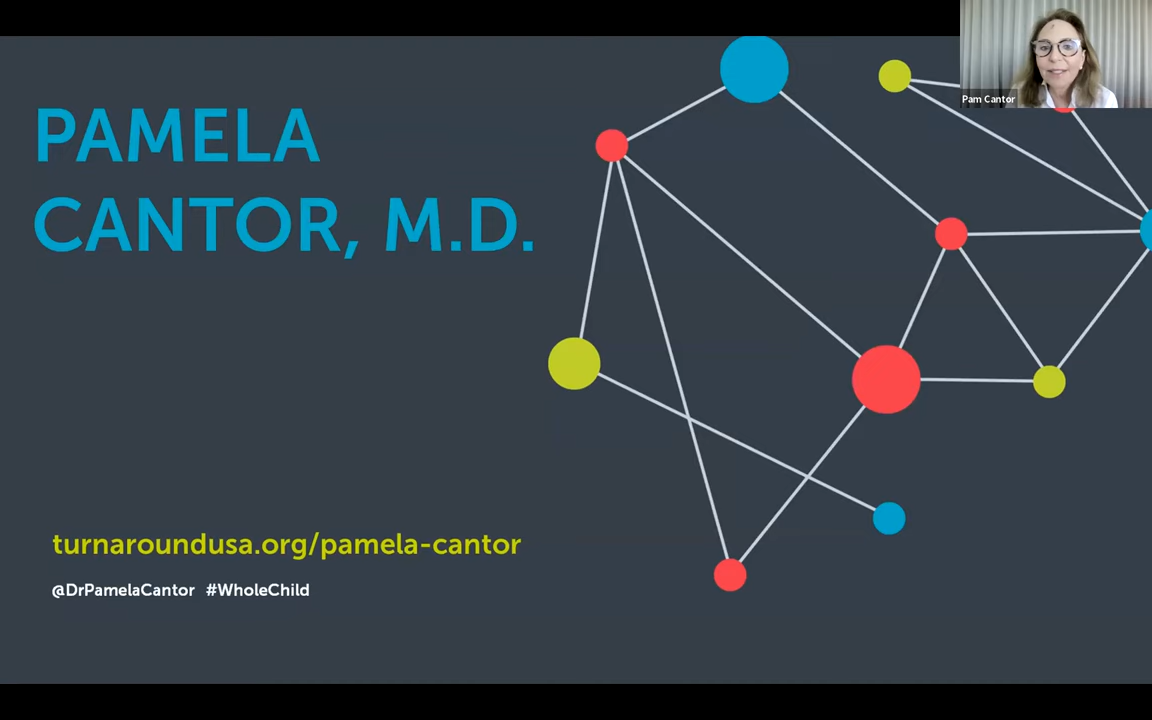 PAMELA
CANTOR, M.D.
Pam Cantor
turnaroundusa.org/pamela-cantor
@DrPamelaCantor #WholeChild